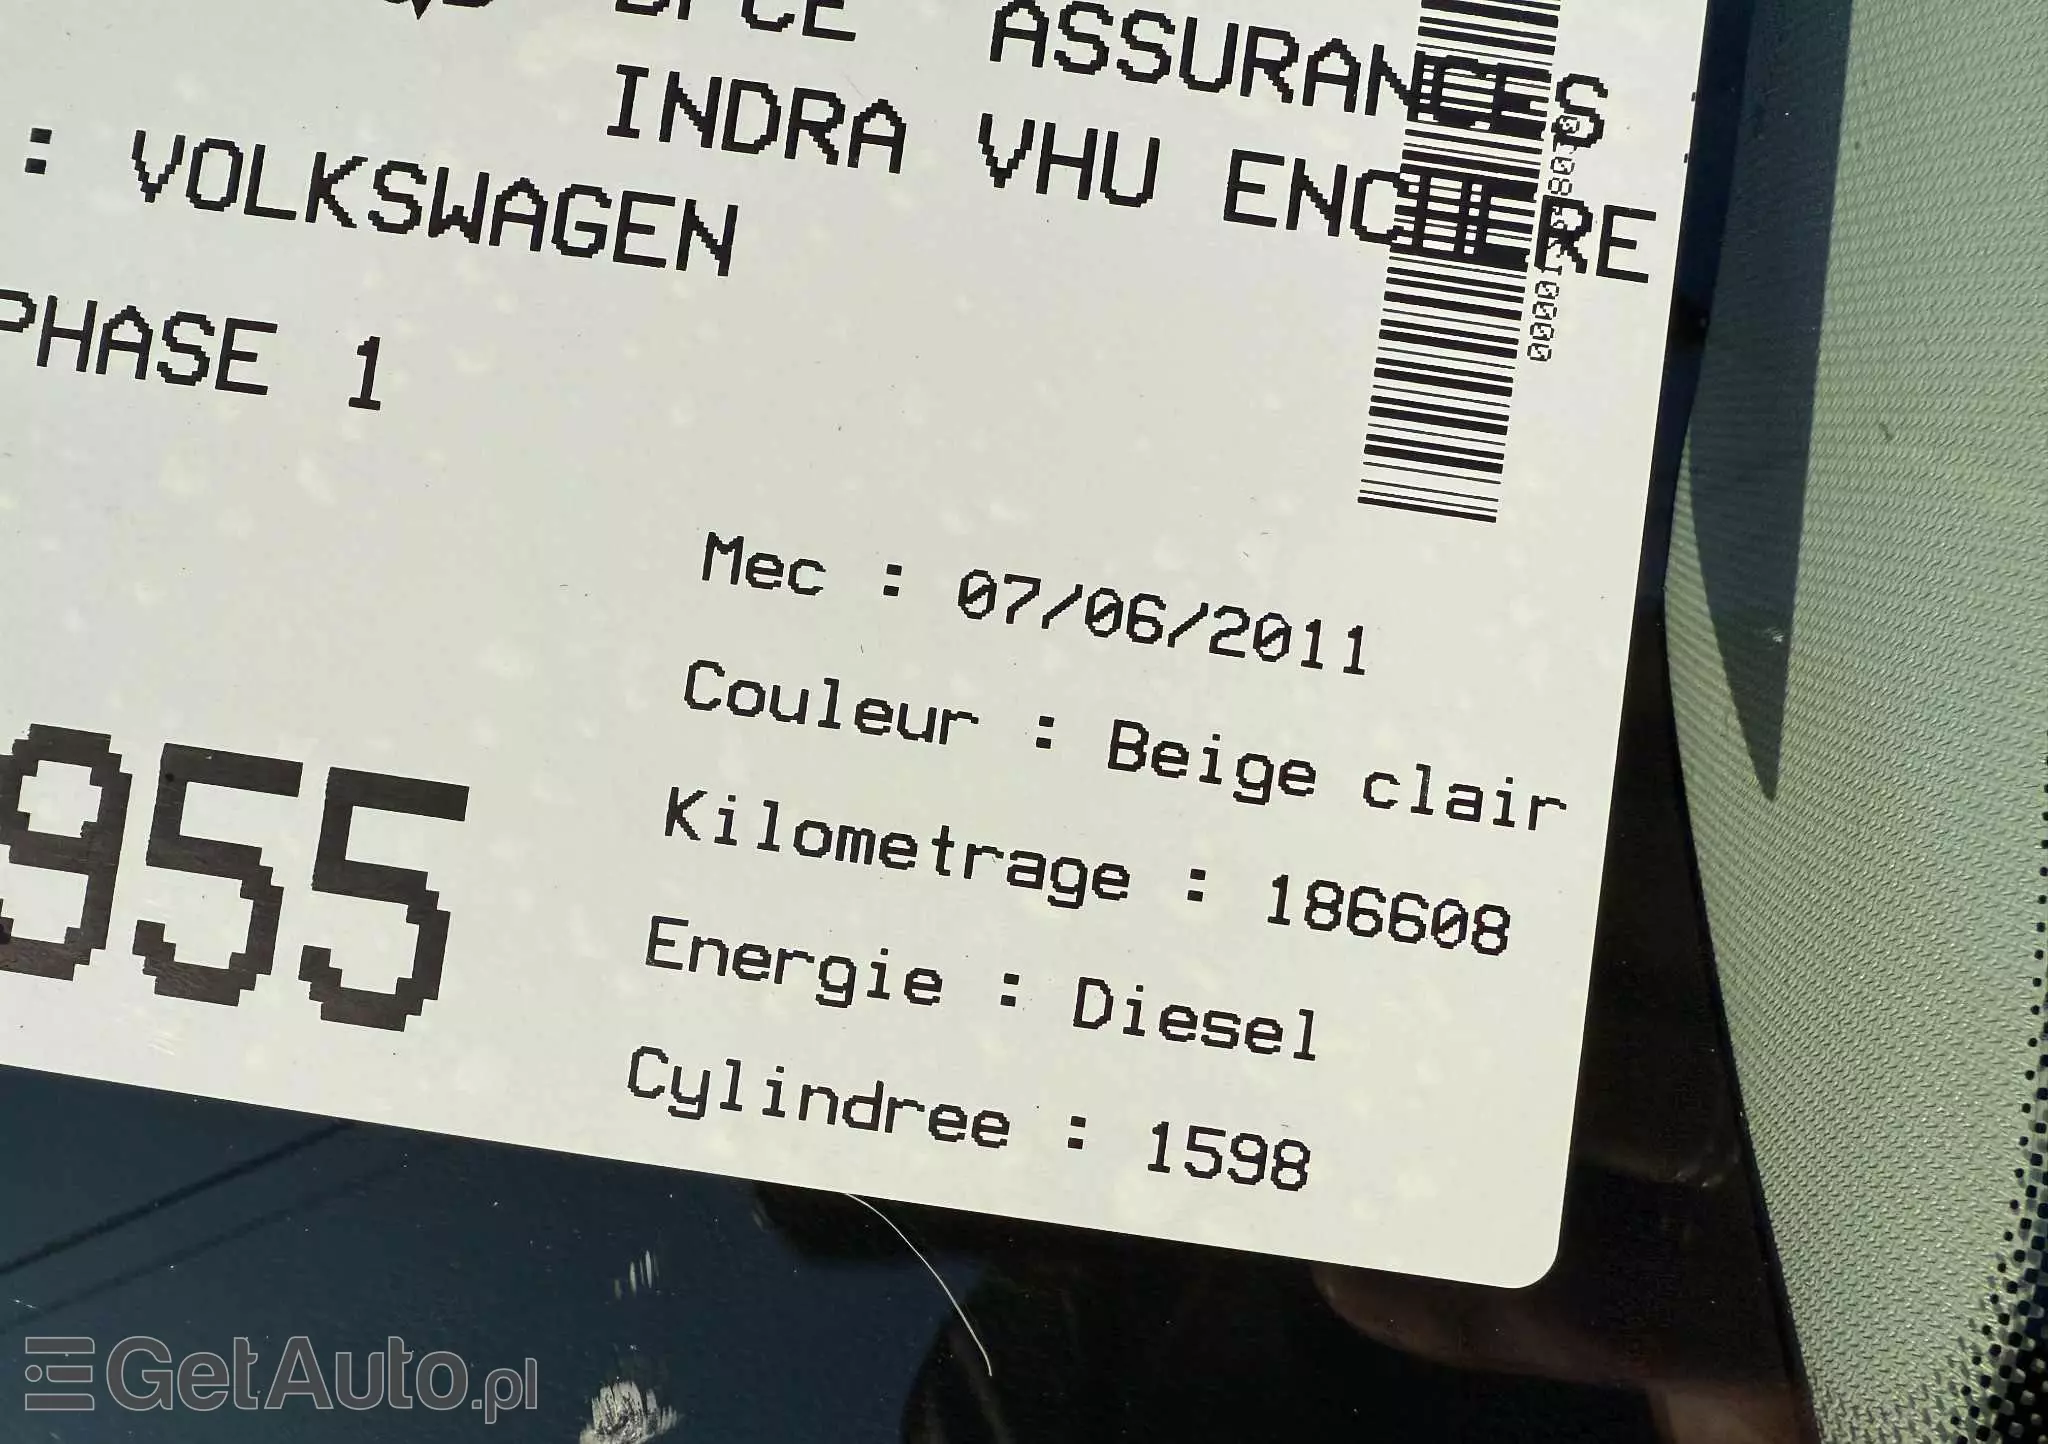 BPCE ASSURANCES
INDRA VHU ENCHERE
: VOLKSWAGEN
PHASE 1
Mec : 07/06/2011
Couleur : Beige clair
Kilometrage : 186608
955
Energie : Diesel
Cylindree : 1598
GetAuto.pl